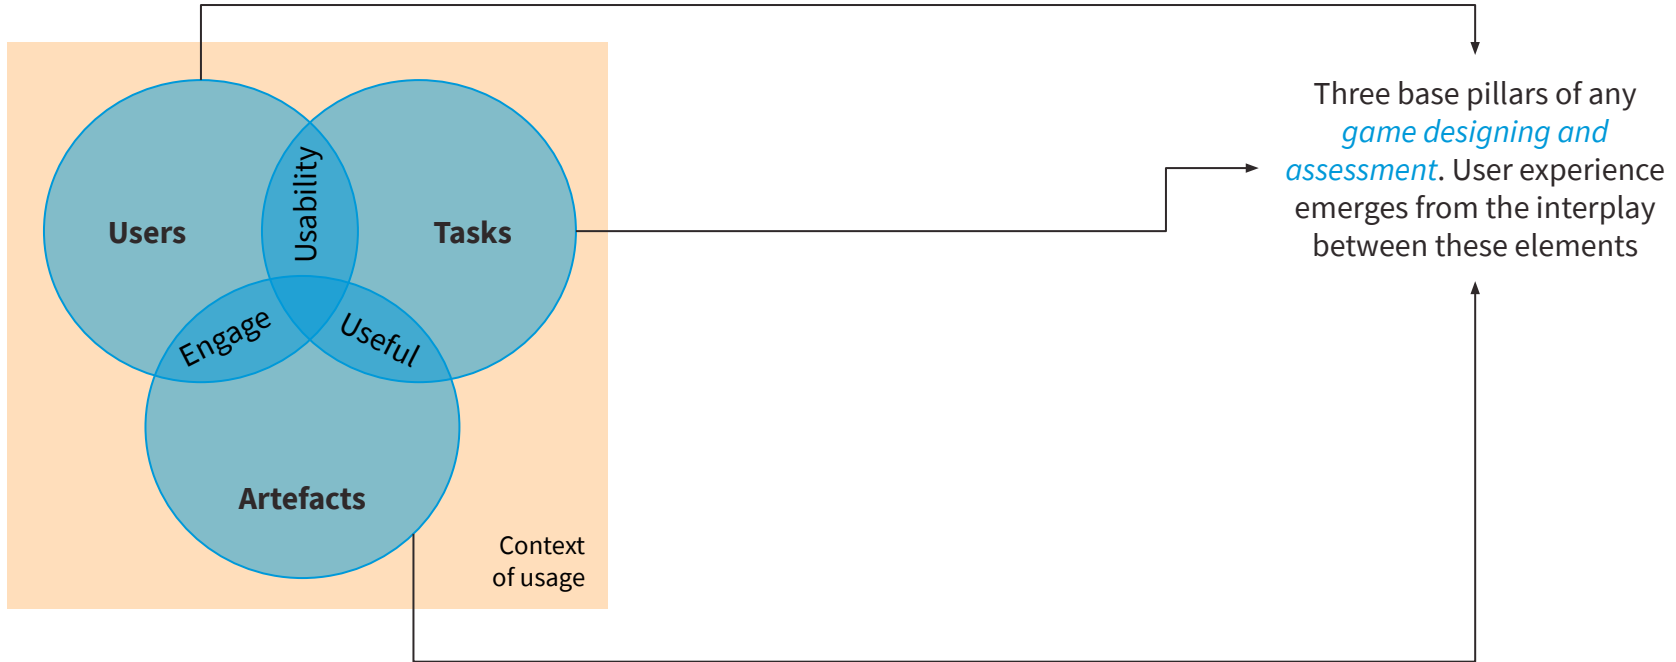 Users
Usability
Tasks
Engage
Useful
Artefacts
Context
of usage
Three base pillars of any
game designing and
assessment. User experience
emerges from the interplay
between these elements